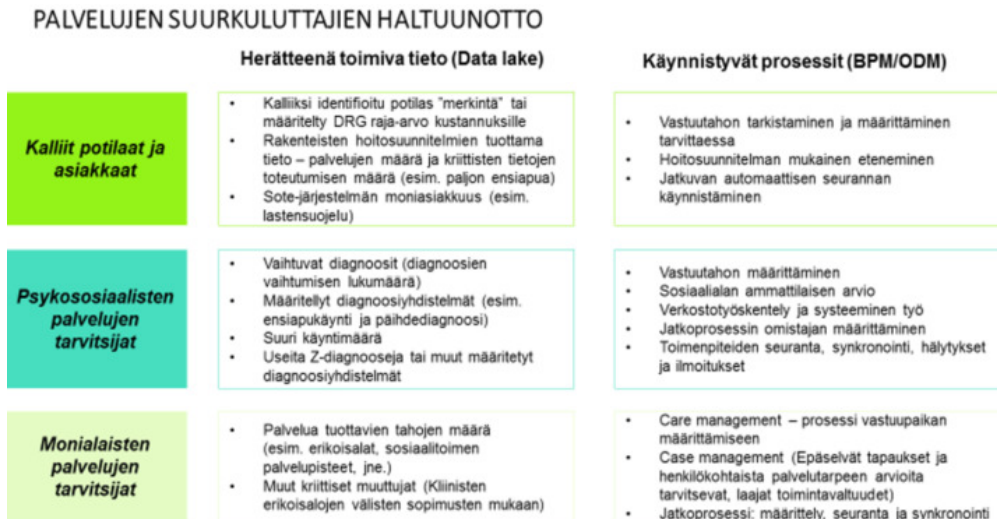 PALVELUJEN SUURKULUTTAJIEN HALTUUNOTTO
Herätteenä toimiva tieto (Data lake)
Käynnistyvät prosessit (BPM/ODM)
Kalliit potilaat ja
asiakkaat
• Kalliiksi identifioitu potilas "merkintä" tai
määritelty DRG raja-arvo kustannuksille
• Rakenteisten hoitosuunnitelmien tuottama
tieto – palvelujen määrä ja kriittisten tietojen
toteutumisen määrä (esim. paljon ensiapua)
• Sote-järjestelmän moniasiakkuus (esim.
lastensuojelu)
• Vastuutahon tarkistaminen ja määrittäminen
tarvittaessa
• Hoitosuunnitelman mukainen eteneminen
• Jatkuvan automaattisen seurannan
käynnistäminen
Psykososiaalisten
palvelujen
tarvitsijat
• Vaihtuvat diagnoosit (diagnoosien
vaihtumisen lukumäärä)
• Määritellyt diagnoosiyhdistelmät (esim.
ensiapukäynti ja päihdediagnoosi)
• Suuri käyntimäärä
• Useita Z-diagnooseja tai muut määritetyt
diagnoosiyhdistelmät
• Vastuutahon määrittäminen
• Sosiaalialan ammattilaisen arvio
• Verkostotyöskentely ja systeeminen työ
• Jatkoprosessin omistajan määrittäminen
• Toimenpiteiden seuranta, synkronointi, hälytykset
ja ilmoitukset
Monialaisten
palvelujen
tarvitsijat
• Palvelua tuottavien tahojen määrä
(esim. erikoisalat, sosiaalitoimen
palvelupisteet, jne.)
• Muut kriittiset muuttujat (Kliinisten
erikoisalojen välisten sopimusten mukaan)
• Care management – prosessi vastuupaikan
määrittämiseen
• Case management (Epäselvät tapaukset ja
henkilökohtaista palvelutarpeen arvioita
tarvitsevat, laajat toimintavaltuudet)
• Jatkoprosessi: määrittely, seuranta ja synkronointi